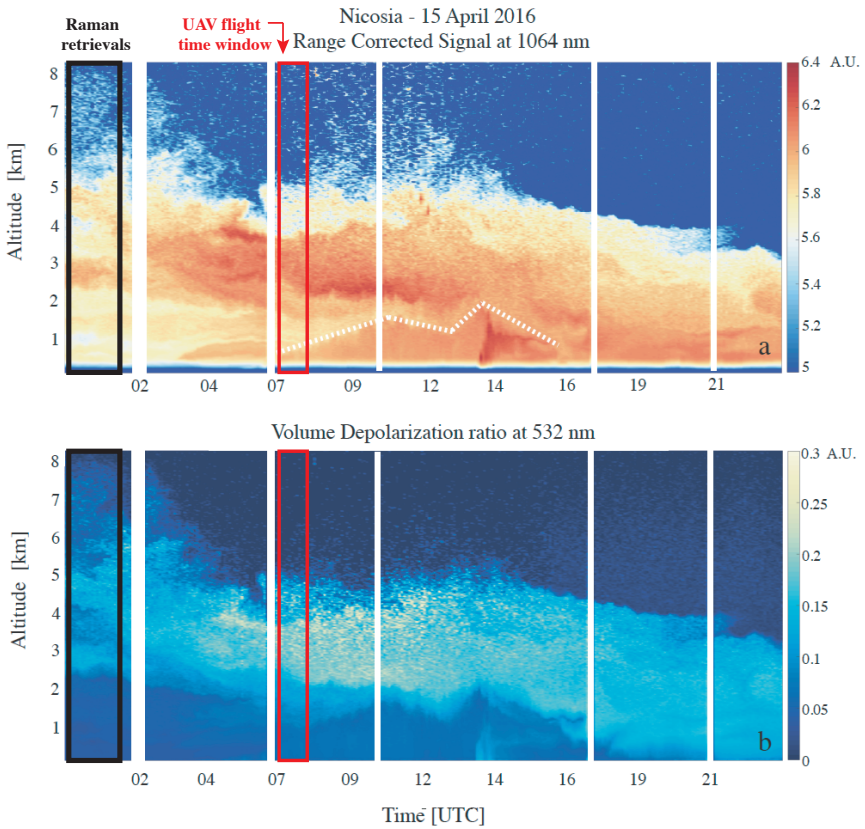 Nicosia - 15 April 2016
Range Corrected Signal at 1064 nm
Raman
retrievals
UAV flight
time window
8
7
6
5
4
3
2
1
Altitude [km]
02 04 07 09 12 14 16 19 21
a
6.4 A.U.
6.2
6
5.8
5.6
5.4
5.2
5
Volume Depolarization ratio at 532 nm
8
7
6
5
4
3
2
1
Altitude [km]
02 04 07 09 12 14 16 19 21
b
0.3 A.U.
0.25
0.2
0.15
0.1
0.05
0
Time [UTC]